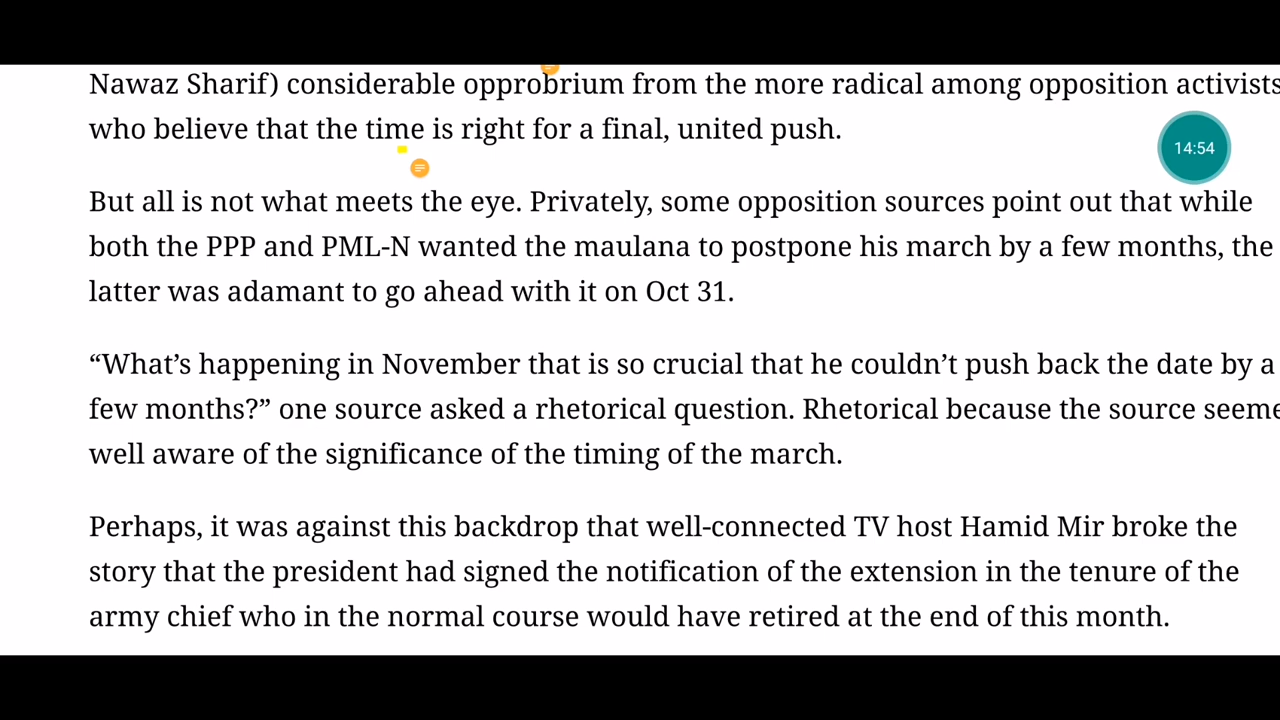 Nawaz Sharif) considerable opprobrium from the more radical among opposition activists
who believe that the time is right for a final, united push.
14:54
But all is not what meets the eye. Privately, some opposition sources point out that while
both the PPP and PML-N wanted the maulana to postpone his march by a few months, the
latter was adamant to go ahead with it on Oct 31.
“What’s happening in November that is so crucial that he couldn’t push back the date by a
few months?” one source asked a rhetorical question. Rhetorical because the source seeme
well aware of the significance of the timing of the march.
Perhaps, it was against this backdrop that well-connected TV host Hamid Mir broke the
story that the president had signed the notification of the extension in the tenure of the
army chief who in the normal course would have retired at the end of this month.